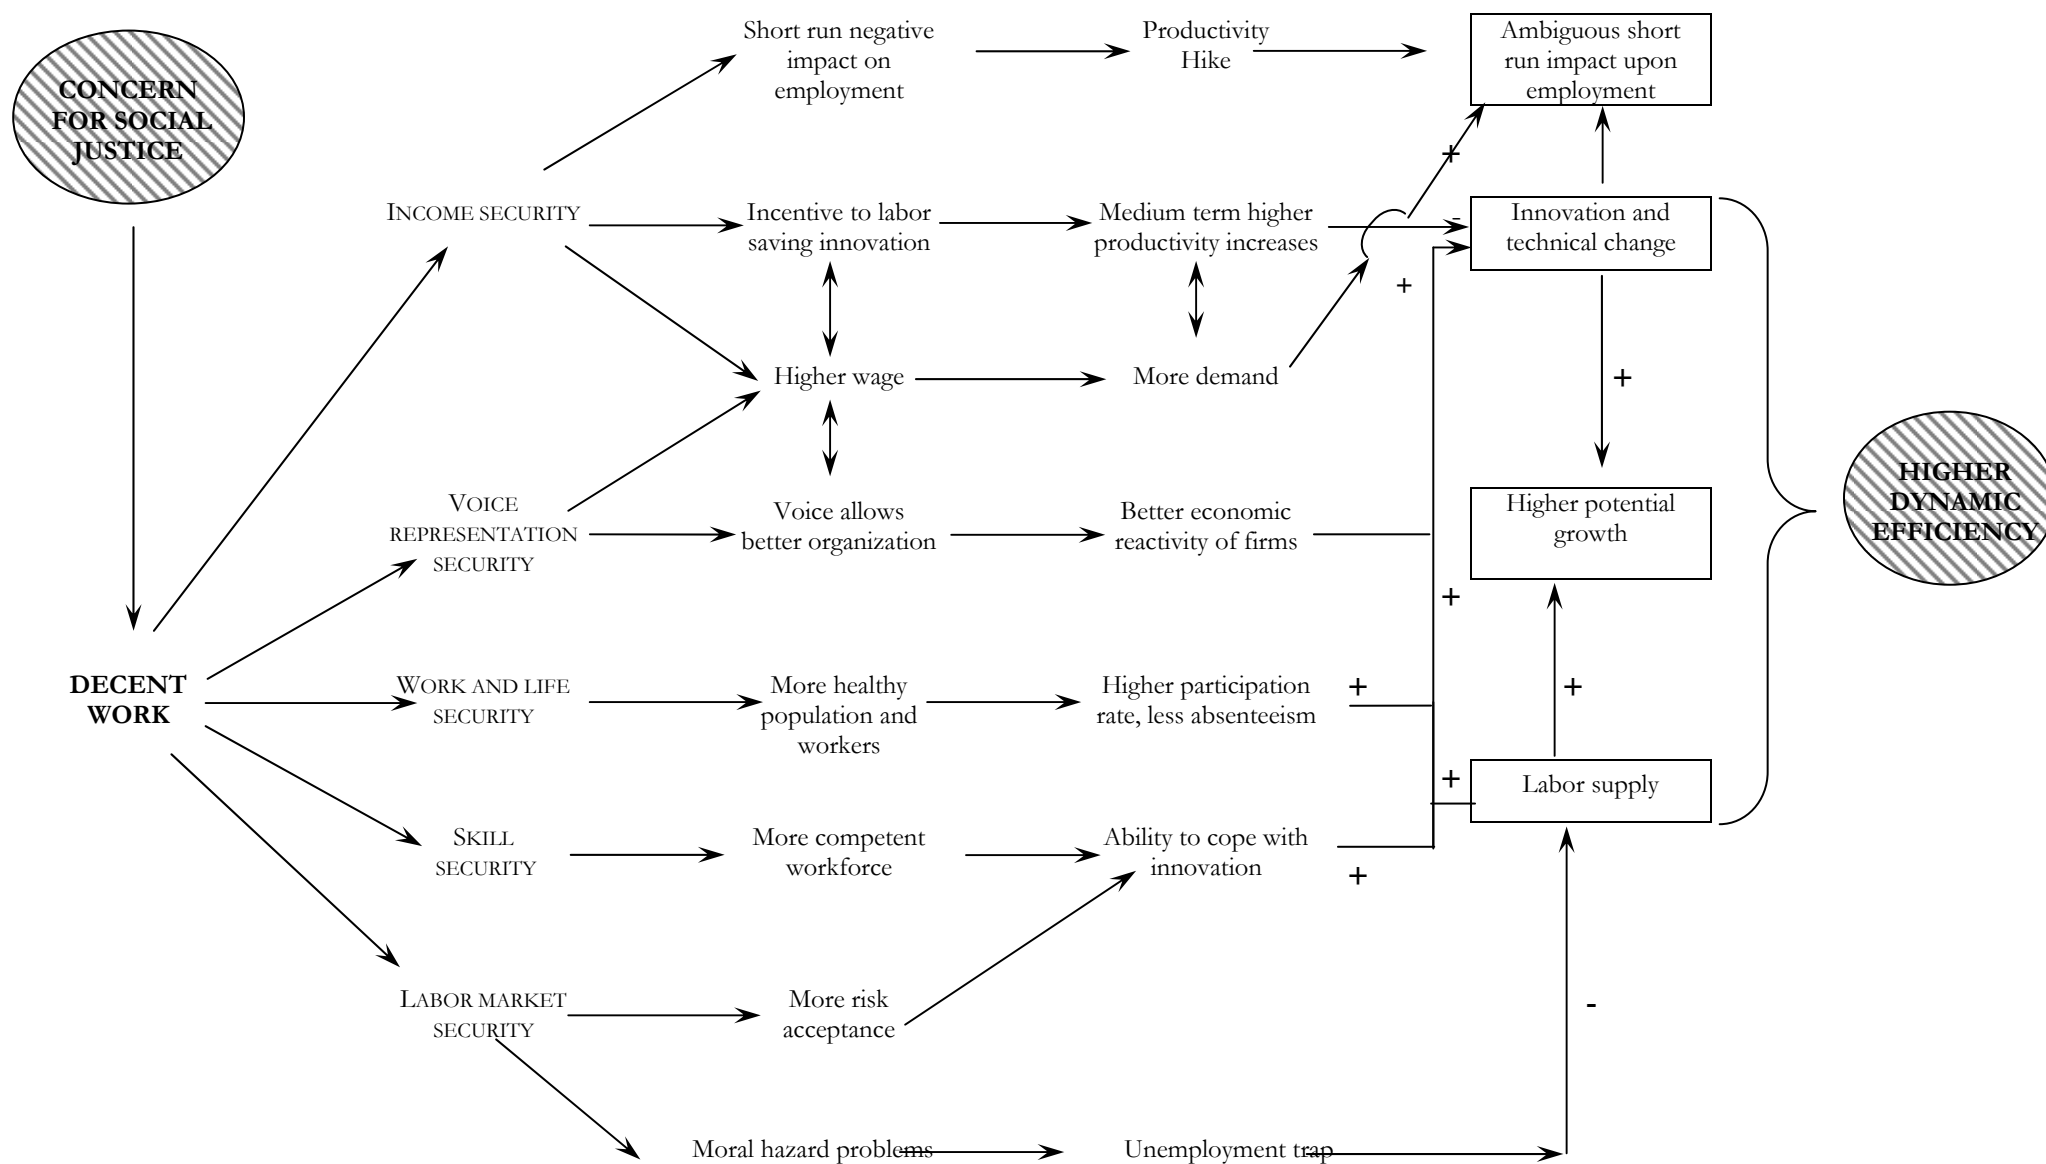 CONCERN
FOR SOCIAL
JUSTICE
Short run negative
impact on
employment
Productivity
Hike
Ambiguous short
run impact upon
employment
+
INCOME SECURITY
Incentive to labor
saving innovation
Medium term higher
productivity increases
-
Innovation and
technical change
+
Higher wage
More demand
+
HIGHER
DYNAMIC
EFFICIENCY
VOICE
REPRESENTATION
SECURITY
Voice allows
better organization
Better economic
reactivity of firms
Higher potential
growth
+
DECENT
WORK
WORK AND LIFE
SECURITY
More healthy
population and
workers
Higher participation
rate, less absenteeism
+
+
+
Labor supply
SKILL
SECURITY
More competent
workforce
Ability to cope with
innovation
+
LABOR MARKET
SECURITY
More risk
acceptance
-
Moral hazard problems
Unemployment trap